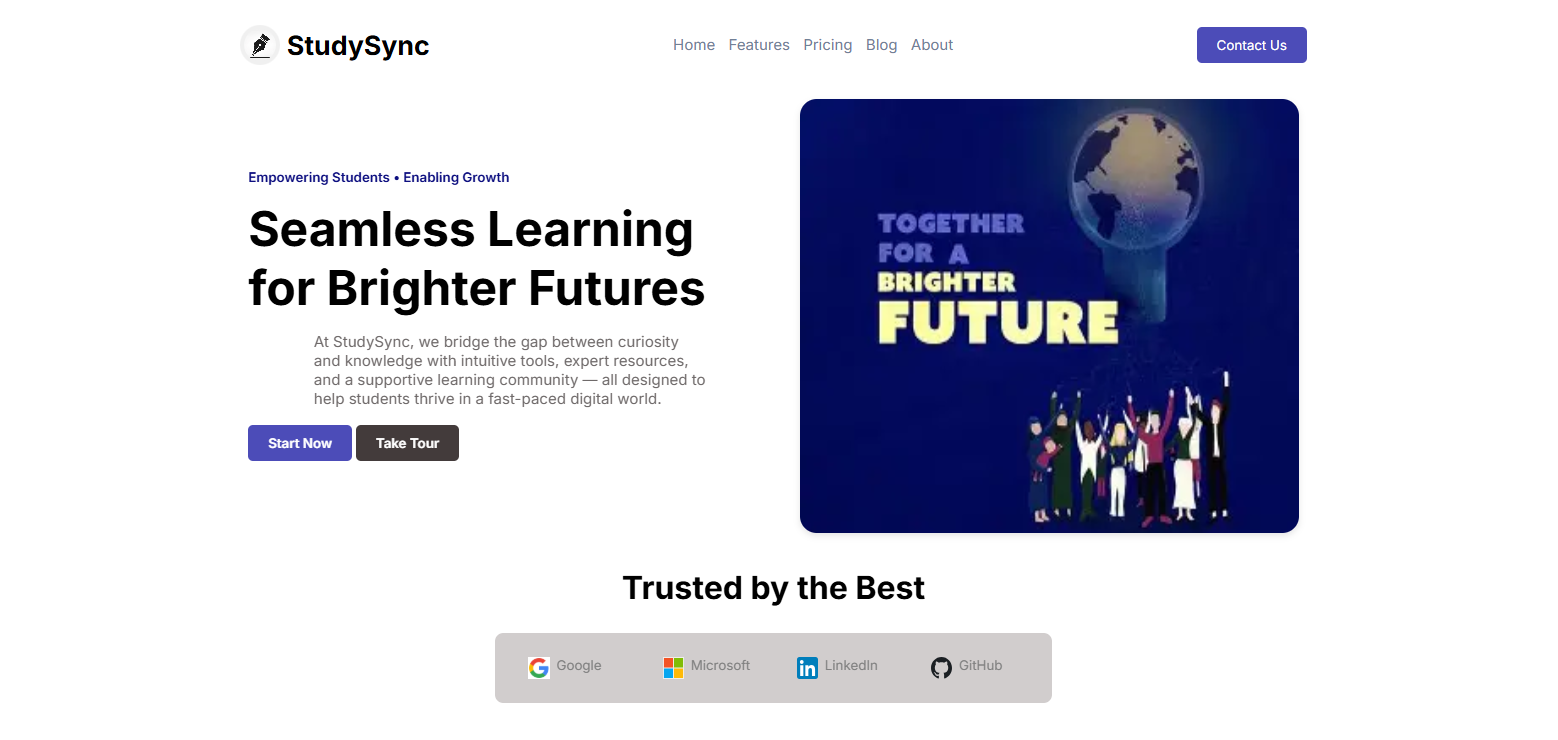 StudySync
Home Features Pricing Blog About
Contact Us
Empowering Students • Enabling Growth
Seamless Learning
for Brighter Futures
At StudySync, we bridge the gap between curiosity
and knowledge with intuitive tools, expert resources,
and a supportive learning community — all designed to
help students thrive in a fast-paced digital world.
Start Now Take Tour
TOGETHER
FOR A
BRIGHTER
FUTURE
Trusted by the Best
Google Microsoft LinkedIn GitHub